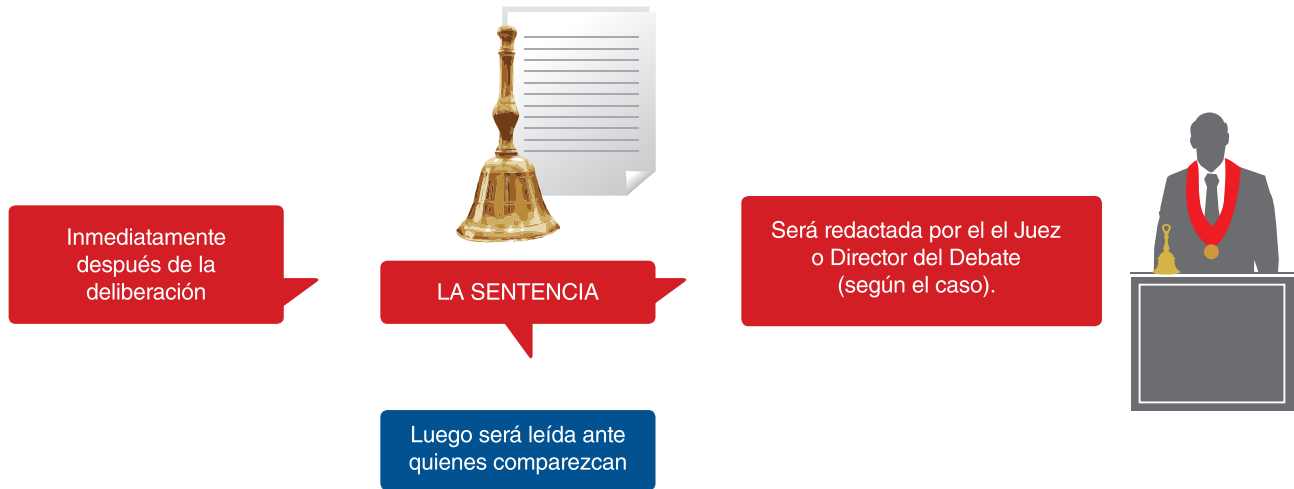 Inmediatamente
después de la
deliberación
LA SENTENCIA
Será redactada por el el Juez
o Director del Debate
(según el caso).
Luego será leída ante
quienes comparezcan